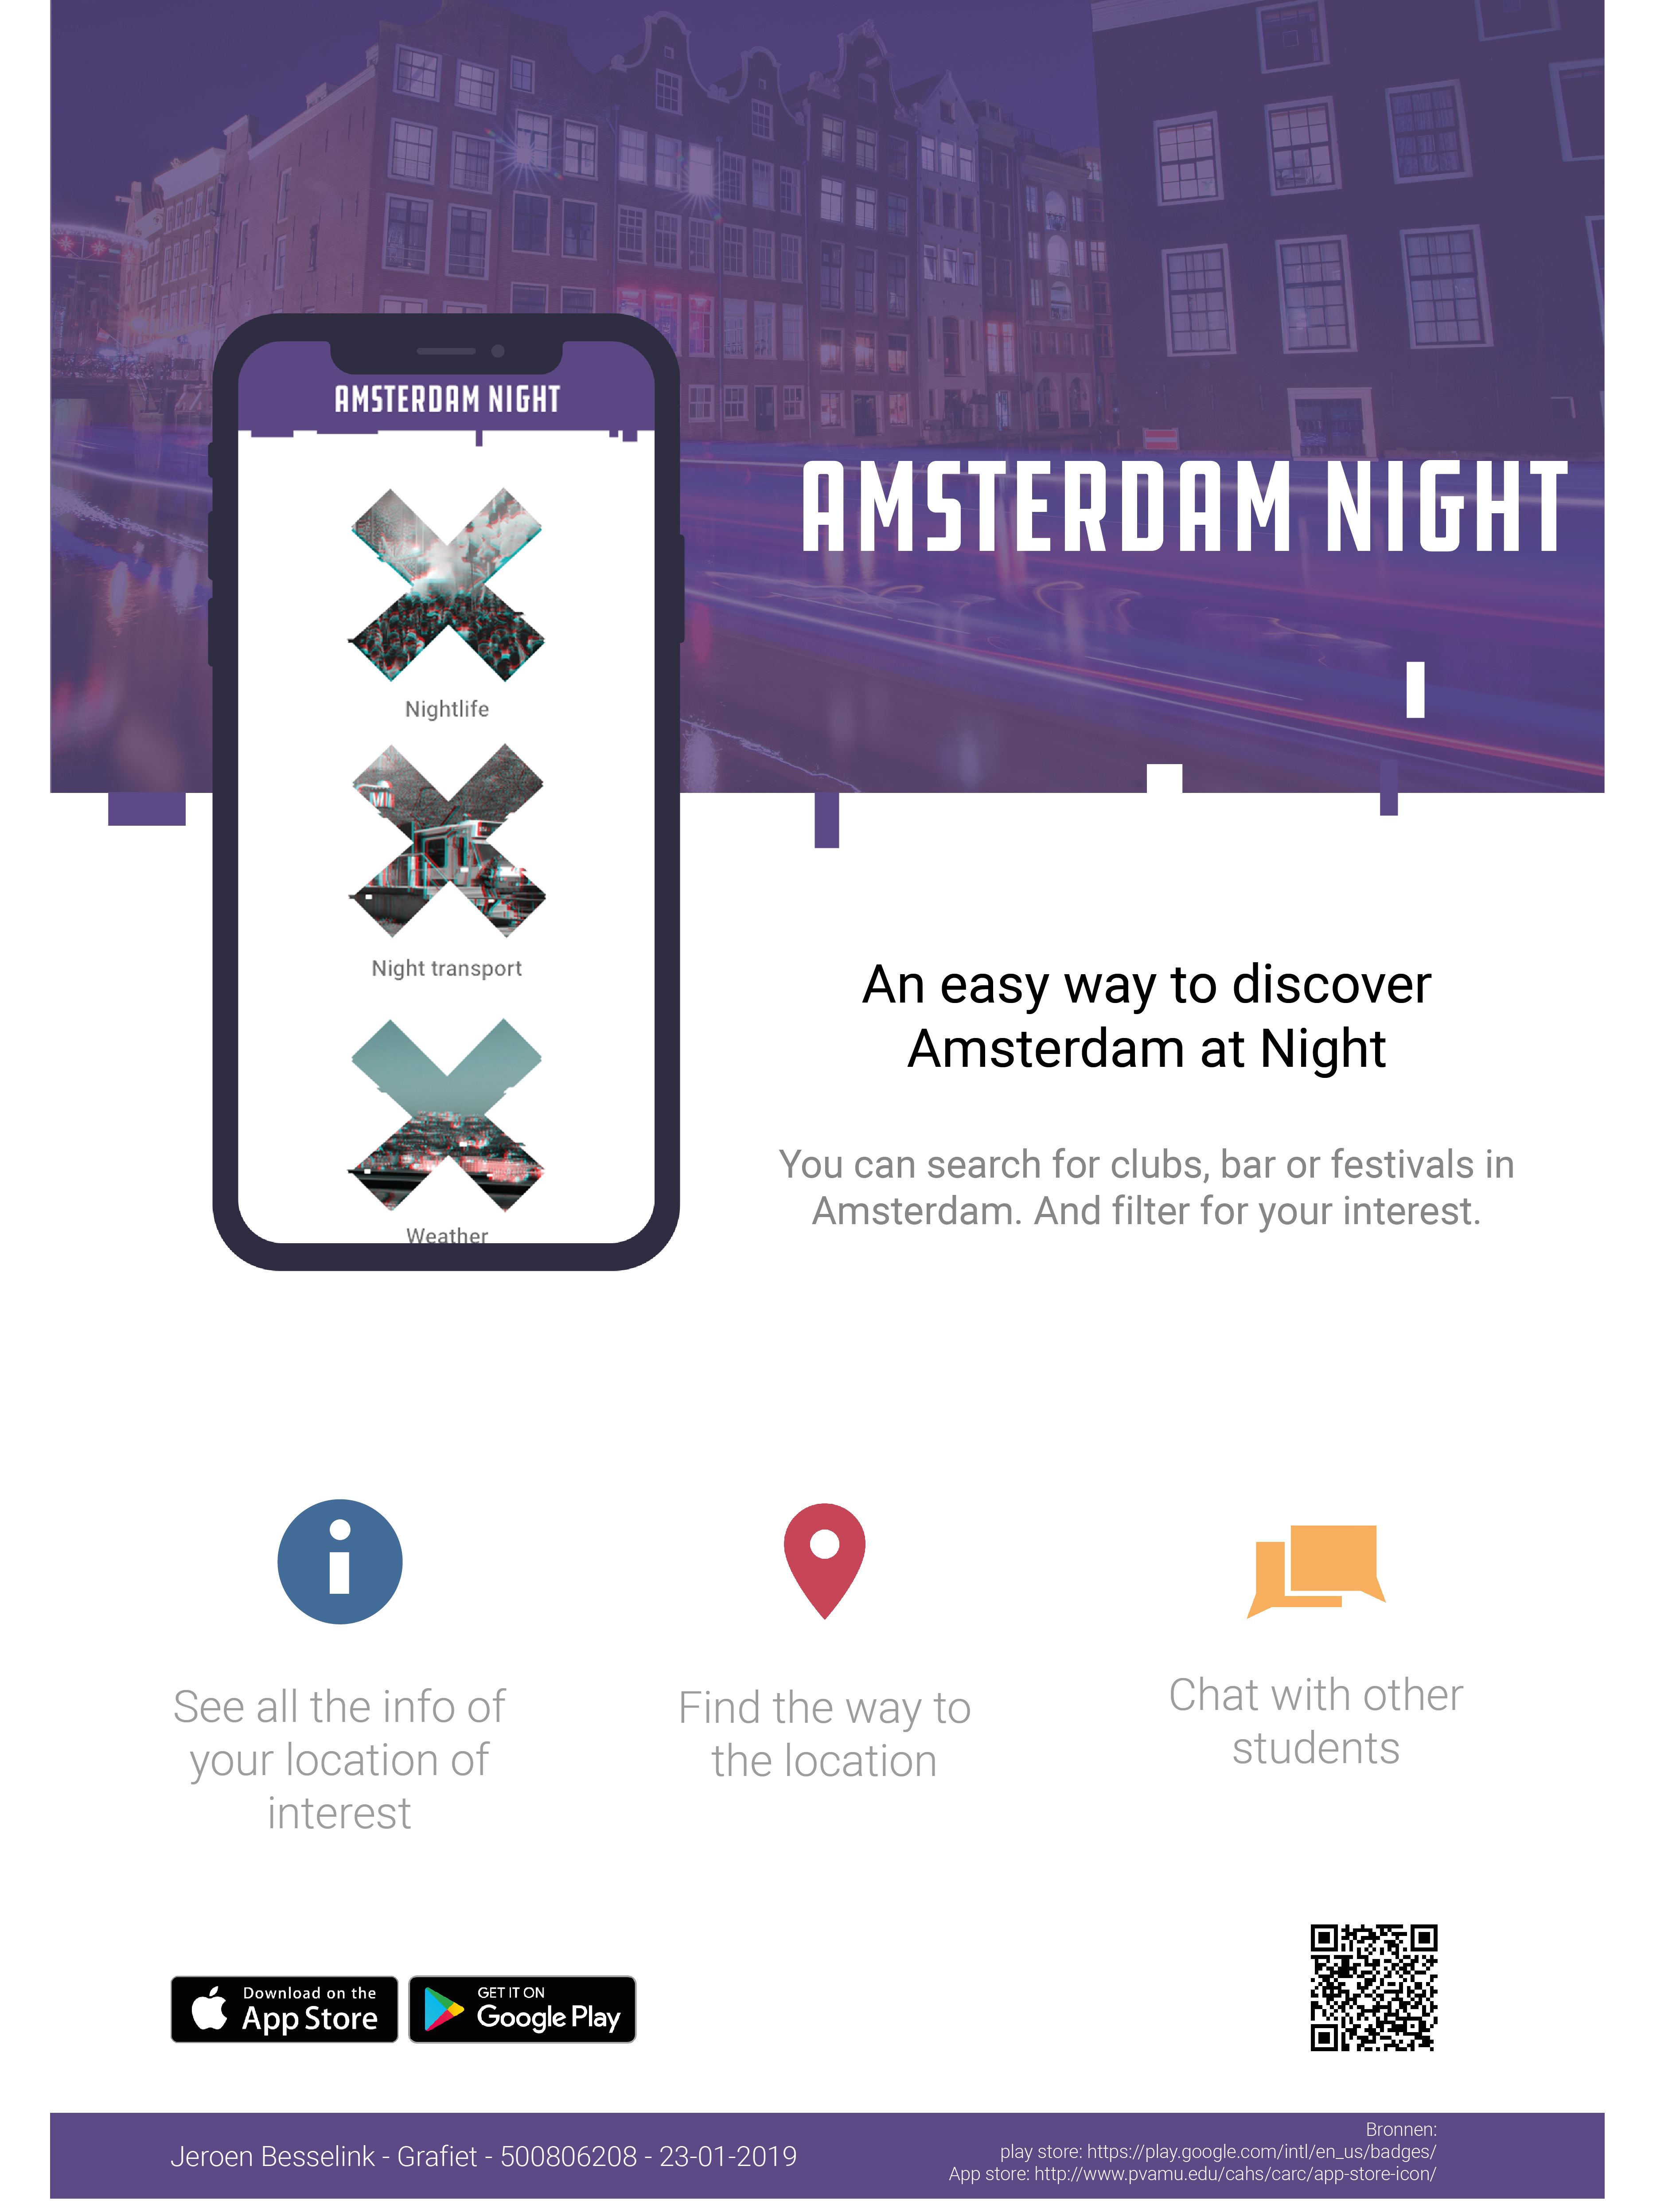 AMSTERDAM NIGHT
Nightlife
Night transport
Weather
AMSTERDAM NIGHT
An easy way to discover
Amsterdam at Night
You can search for clubs, bar or festivals in
Amsterdam. And filter for your interest.
See all the info of
your location of
interest
Find the way to
the location
Chat with other
students
Download on the
App Store
GET IT ON
Google Play
Jeroen Besselink - Grafiet - 500806208 - 23-01-2019
Bronnen:
play store: https://play.google.com/intl/en_us/badges/
App store: http://www.pvamu.edu/cahs/carc/app-store-icon/